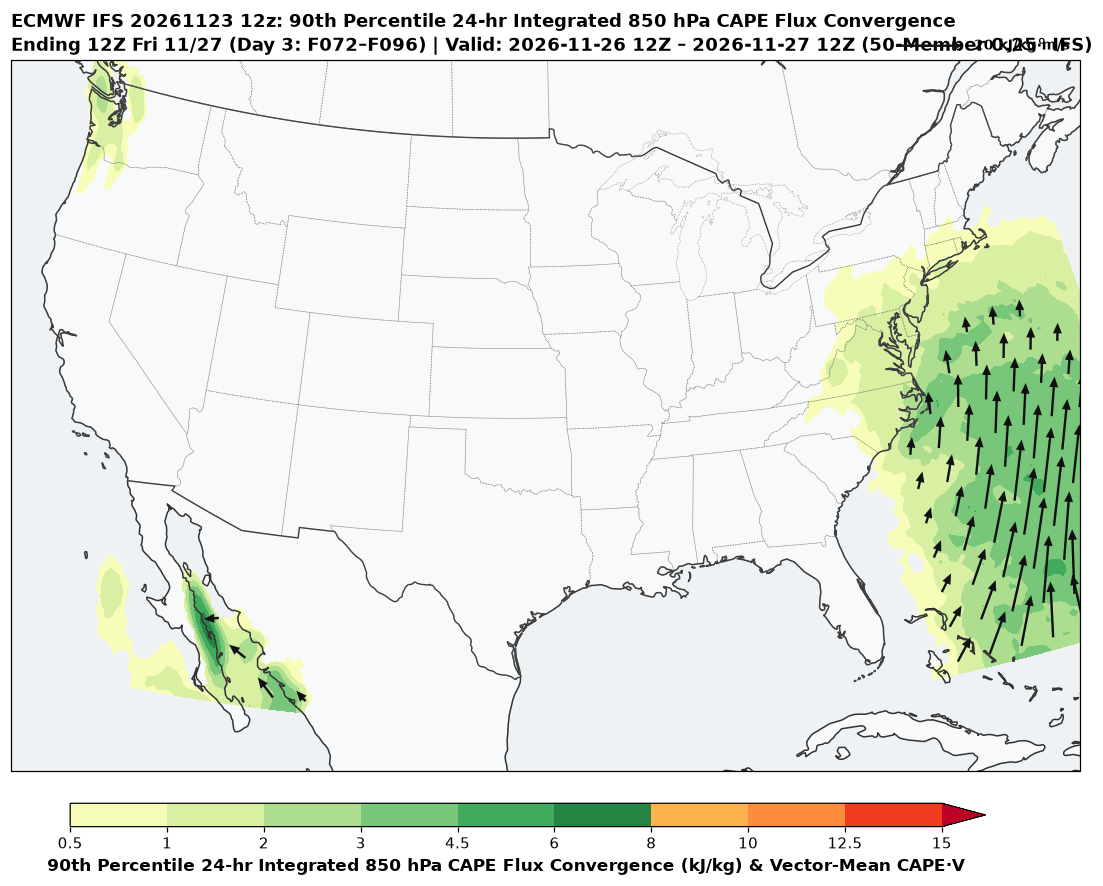 ECMWF IFS 20261123 12z: 90th Percentile 24-hr Integrated 850 hPa CAPE Flux Convergence
Ending 12Z Fri 11/27 (Day 3: F072–F096) | Valid: 2026-11-26 12Z – 2026-11-27 12Z (50-Member 0.25° IFS)
0.5 1 2 3 4.5 6 8 10 12.5 15
90th Percentile 24-hr Integrated 850 hPa CAPE Flux Convergence (kJ/kg) & Vector-Mean CAPE·V